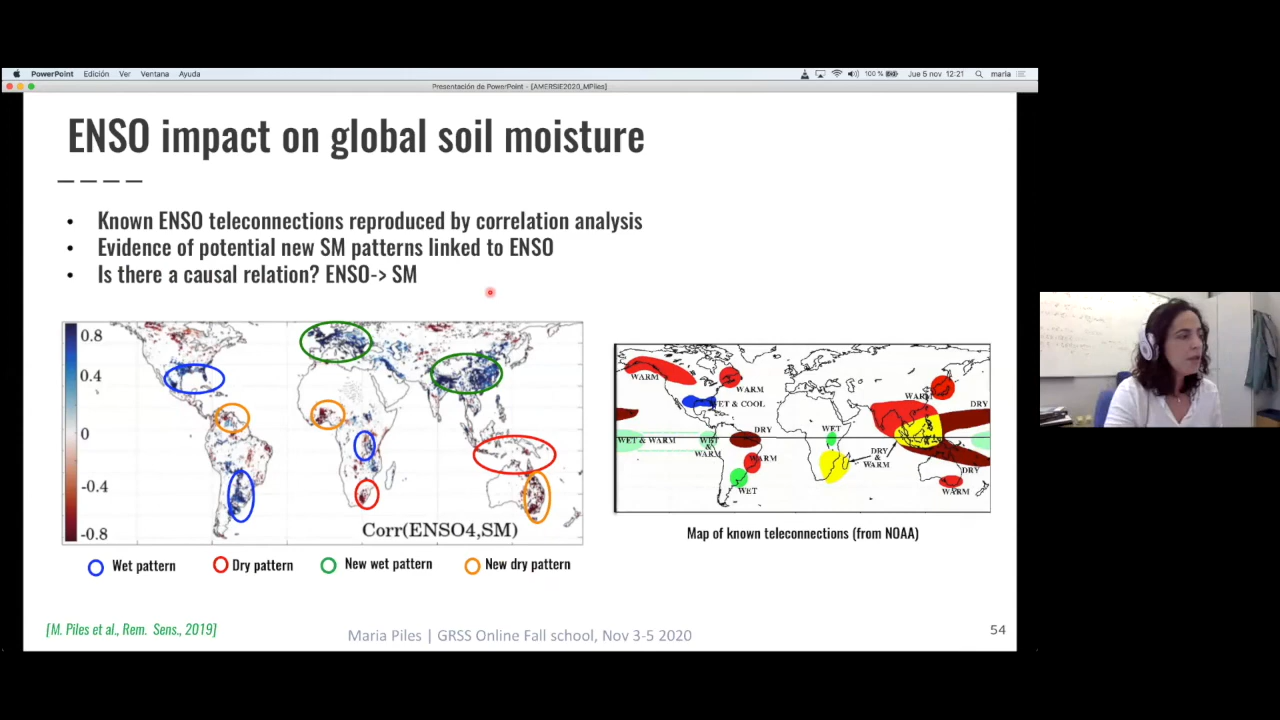 PowerPoint Edición Ver Ventana Ayuda 100 % Jue 5 nov 12:21 maria
Presentación de PowerPoint - [AMERSIE2020_MPiles]
ENSO impact on global soil moisture
• Known ENSO teleconnections reproduced by correlation analysis
• Evidence of potential new SM patterns linked to ENSO
• Is there a causal relation? ENSO-> SM
0.8
0.4
0
-0.4
-0.8
Corr(ENSO4,SM)
Wet pattern
Dry pattern
New wet pattern
New dry pattern
WARM
WARM
WET & COOL
WARM
DRY
WET & WARM
WET
&
WARM
DRY
WET
WARM
WET
DRY
&
WARM
DRY
WARM
Map of known teleconnections (from NOAA)
[M. Piles et al., Rem. Sens., 2019]
Maria Piles | GRSS Online Fall school, Nov 3-5 2020
54